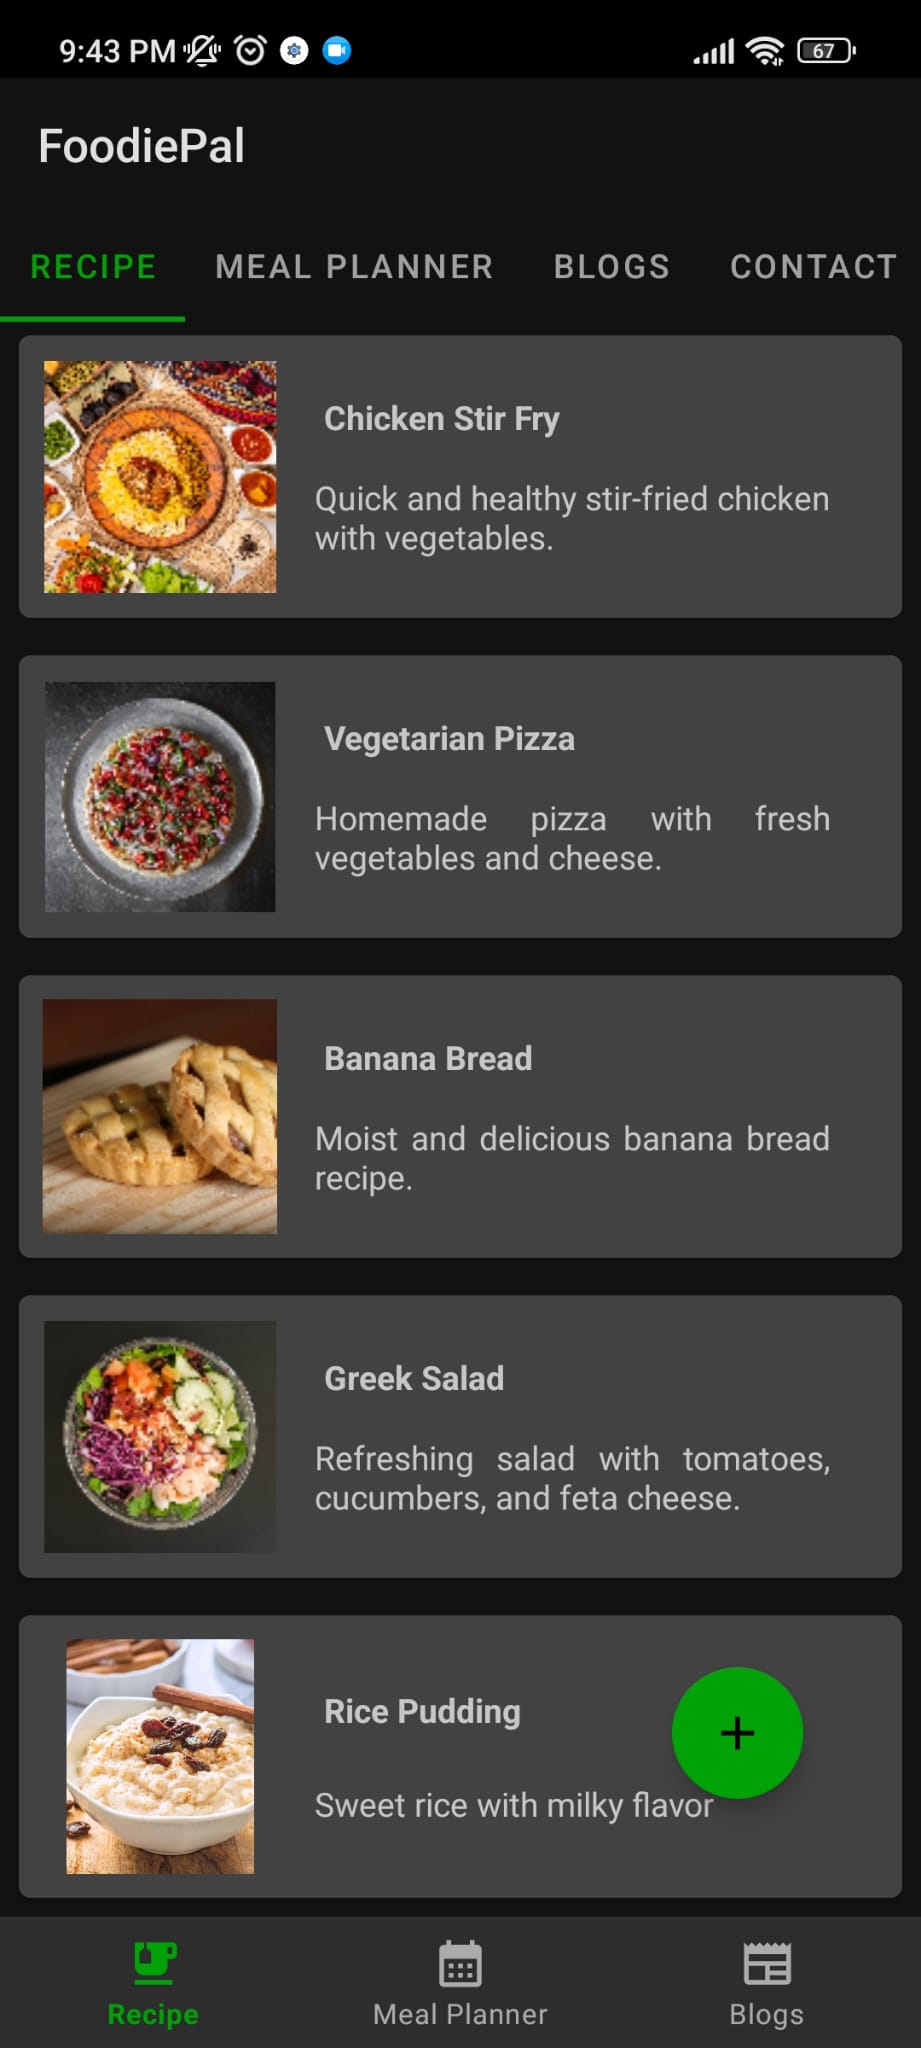 9:43 PM
67
FoodiePal
RECIPE MEAL PLANNER BLOGS CONTACT
Chicken Stir Fry
Quick and healthy stir-fried chicken
with vegetables.
Vegetarian Pizza
Homemade pizza with fresh
vegetables and cheese.
Banana Bread
Moist and delicious banana bread
recipe.
Greek Salad
Refreshing salad with tomatoes,
cucumbers, and feta cheese.
Rice Pudding
Sweet rice with milky flavor
Recipe Meal Planner Blogs